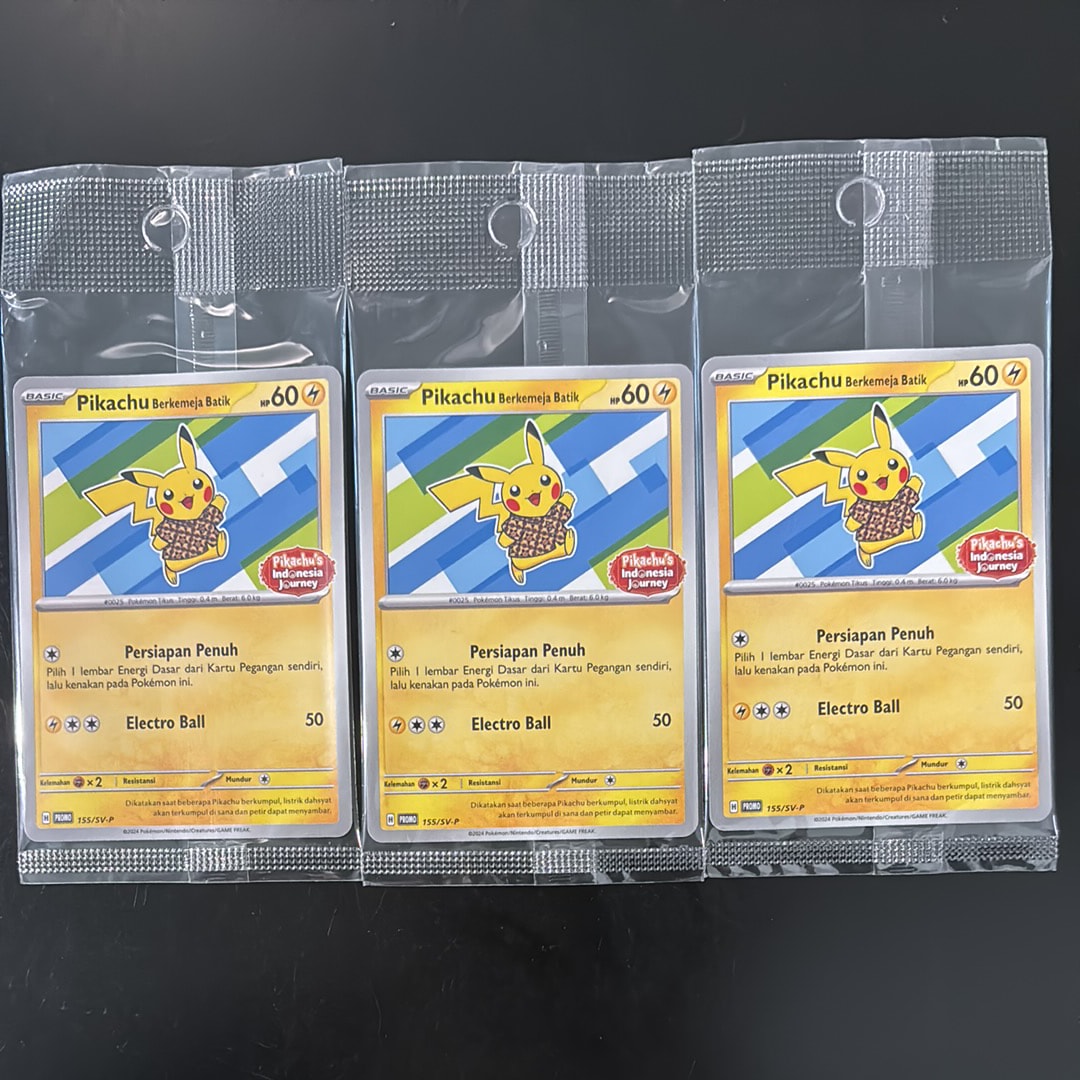 BASIC Pikachu Berkemeja Batik HP 60
Pikachu's
Indonesia
Journey
#0025 Pokémon Tikus Tinggi: 0.4 m Berat: 6.0 kg
Persiapan Penuh
Pilih 1 lembar Energi Dasar dari Kartu Pegangan sendiri,
lalu kenakan pada Pokémon ini.
Electro Ball 50
Kelemahan ×2 Resistansi Mundur
Dikatakan saat beberapa Pikachu berkumpul, listrik dahsyat
akan terkumpul di sana dan petir dapat menyambar.
H PROMO 155/SV-P
©2024 Pokémon/Nintendo/Creatures/GAME FREAK.
BASIC Pikachu Berkemeja Batik HP 60
Pikachu's
Indonesia
Journey
#0025 Pokémon Tikus Tinggi: 0.4 m Berat: 6.0 kg
Persiapan Penuh
Pilih 1 lembar Energi Dasar dari Kartu Pegangan sendiri,
lalu kenakan pada Pokémon ini.
Electro Ball 50
Kelemahan ×2 Resistansi Mundur
Dikatakan saat beberapa Pikachu berkumpul, listrik dahsyat
akan terkumpul di sana dan petir dapat menyambar.
H PROMO 155/SV-P
©2024 Pokémon/Nintendo/Creatures/GAME FREAK.
BASIC Pikachu Berkemeja Batik HP 60
Pikachu's
Indonesia
Journey
#0025 Pokémon Tikus Tinggi: 0.4 m Berat: 6.0 kg
Persiapan Penuh
Pilih 1 lembar Energi Dasar dari Kartu Pegangan sendiri,
lalu kenakan pada Pokémon ini.
Electro Ball 50
Kelemahan ×2 Resistansi Mundur
Dikatakan saat beberapa Pikachu berkumpul, listrik dahsyat
akan terkumpul di sana dan petir dapat menyambar.
H PROMO 155/SV-P
©2024 Pokémon/Nintendo/Creatures/GAME FREAK.